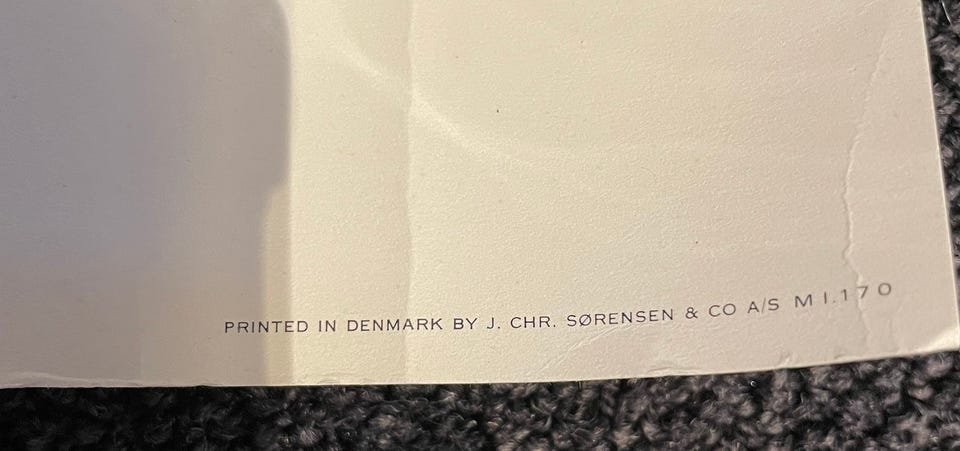 PRINTED IN DENMARK BY J. CHR. SØRENSEN & CO A/S M I.170